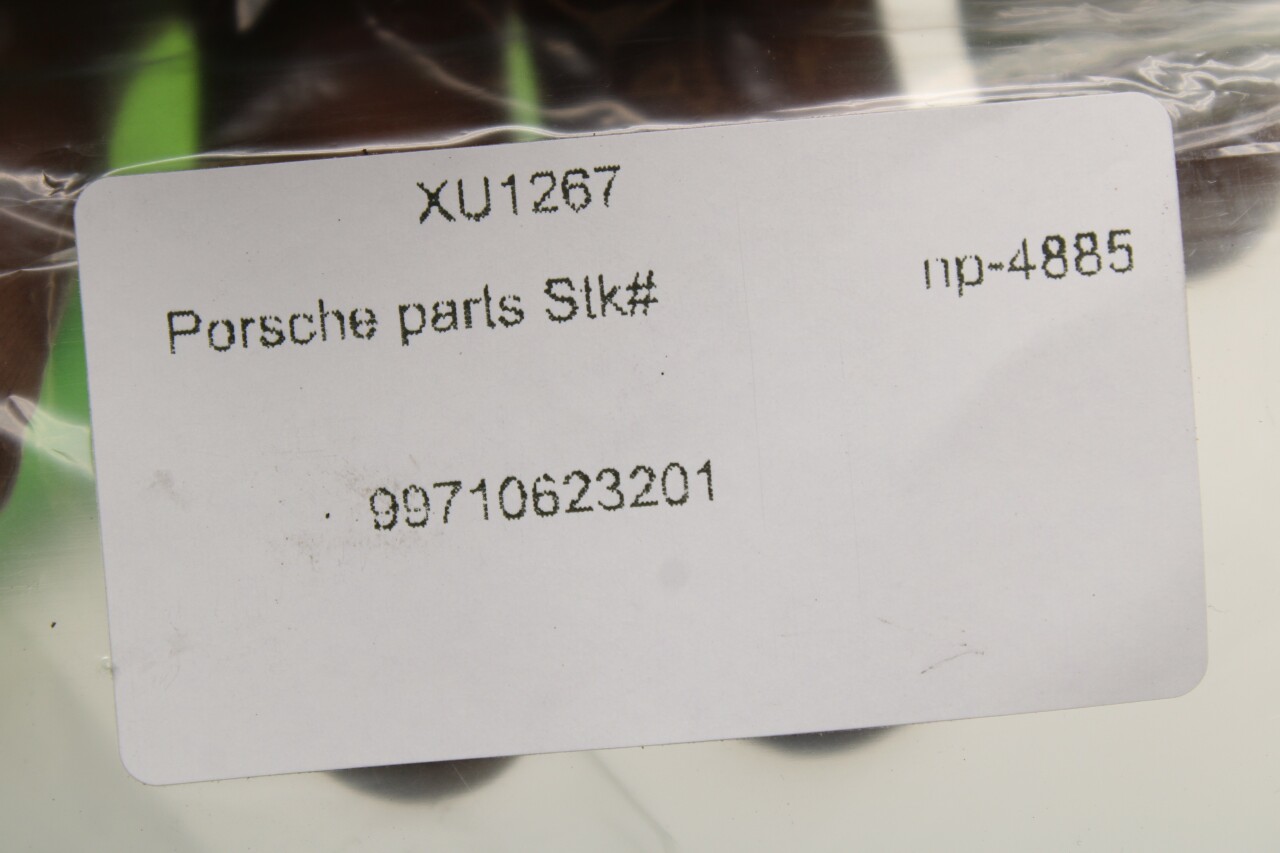 XU1267
np-4885
Porsche parts Stk#
99710623201